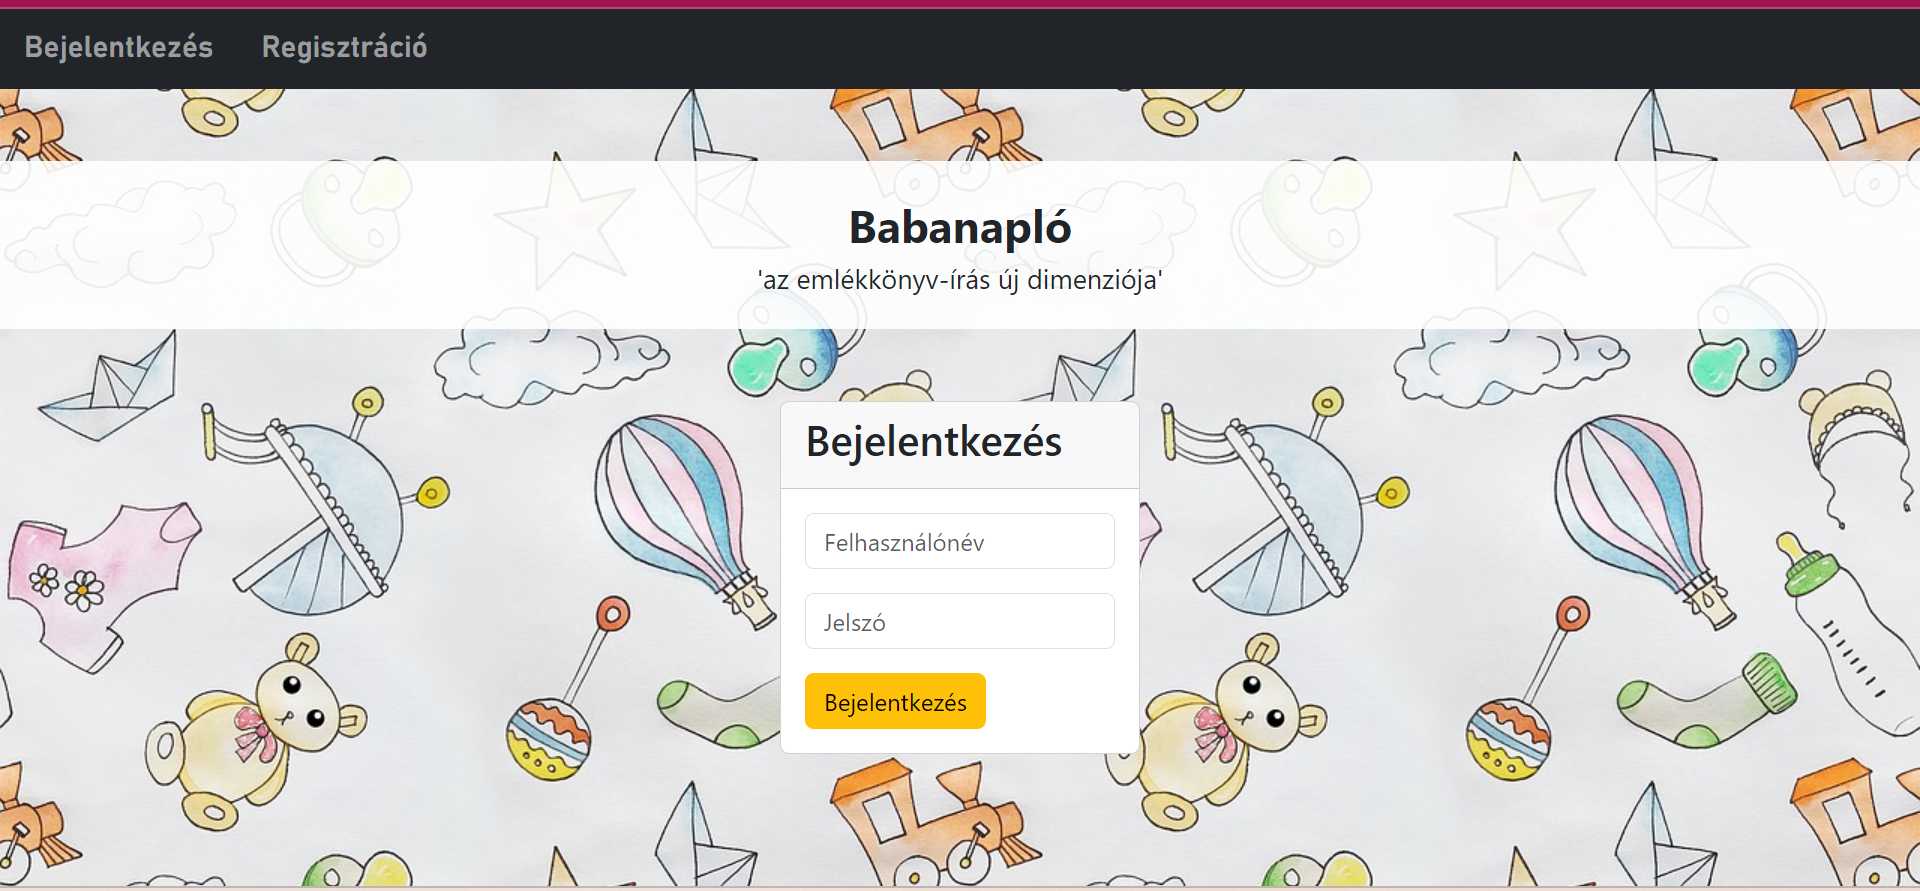 Bejelentkezés Regisztráció
Babanapló
'az emlékkönyv-írás új dimenziója'
Bejelentkezés
Felhasználónév
Jelszó
Bejelentkezés